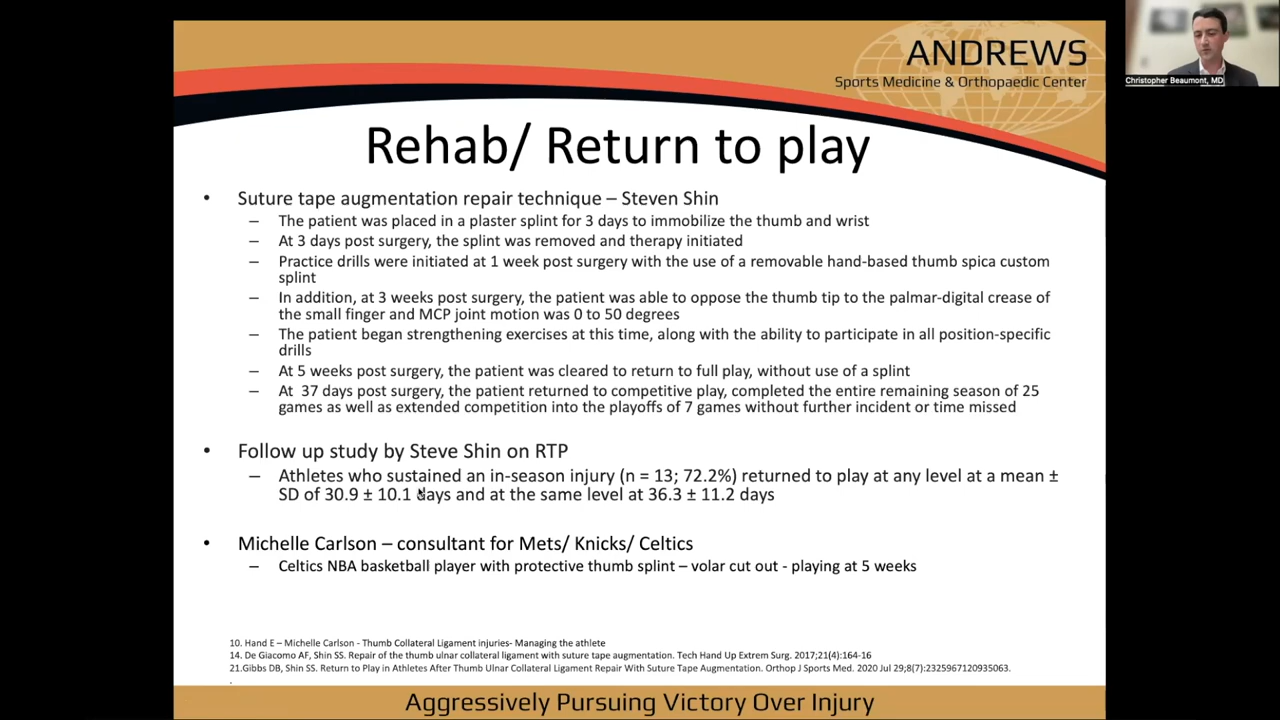 ANDREWS
Sports Medicine & Orthopaedic Center
Christopher Beaumont, MD
Rehab/ Return to play
• Suture tape augmentation repair technique – Steven Shin
– The patient was placed in a plaster splint for 3 days to immobilize the thumb and wrist
– At 3 days post surgery, the splint was removed and therapy initiated
– Practice drills were initiated at 1 week post surgery with the use of a removable hand-based thumb spica custom
splint
– In addition, at 3 weeks post surgery, the patient was able to oppose the thumb tip to the palmar-digital crease of
the small finger and MCP joint motion was 0 to 50 degrees
– The patient began strengthening exercises at this time, along with the ability to participate in all position-specific
drills
– At 5 weeks post surgery, the patient was cleared to return to full play, without use of a splint
– At  37 days post surgery, the patient returned to competitive play, completed the entire remaining season of 25
games as well as extended competition into the playoffs of 7 games without further incident or time missed
• Follow up study by Steve Shin on RTP
– Athletes who sustained an in-season injury (n = 13; 72.2%) returned to play at any level at a mean ±
SD of 30.9 ± 10.1 days and at the same level at 36.3 ± 11.2 days
• Michelle Carlson – consultant for Mets/ Knicks/ Celtics
– Celtics NBA basketball player with protective thumb splint – volar cut out - playing at 5 weeks
10. Hand E – Michelle Carlson - Thumb Collateral Ligament injuries- Managing the athlete
14. De Giacomo AF, Shin SS. Repair of the thumb ulnar collateral ligament with suture tape augmentation. Tech Hand Up Extrem Surg. 2017;21(4):164-16
21.Gibbs DB, Shin SS. Return to Play in Athletes After Thumb Ulnar Collateral Ligament Repair With Suture Tape Augmentation. Orthop J Sports Med. 2020 Jul 29;8(7):2325967120935063.
.
Aggressively Pursuing Victory Over Injury